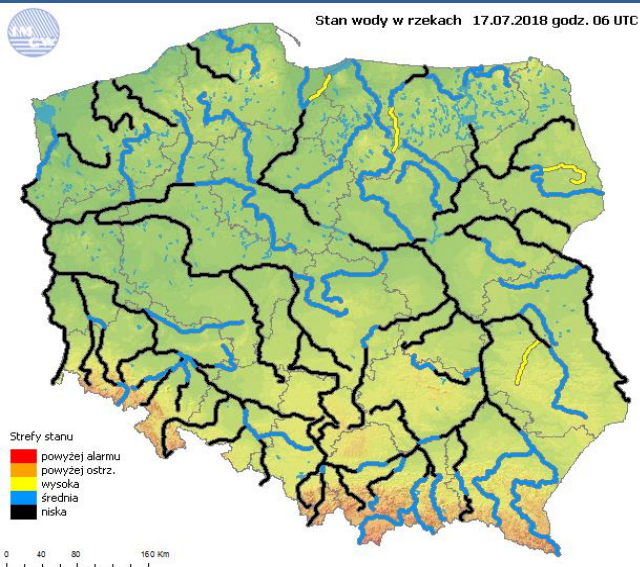 Stan wody w rzekach 17.07.2018 godz. 06 UTC
Strefy stanu
powyżej alarmu
powyżej ostrz.
wysoka
średnia
niska
0 40 80 160 Km